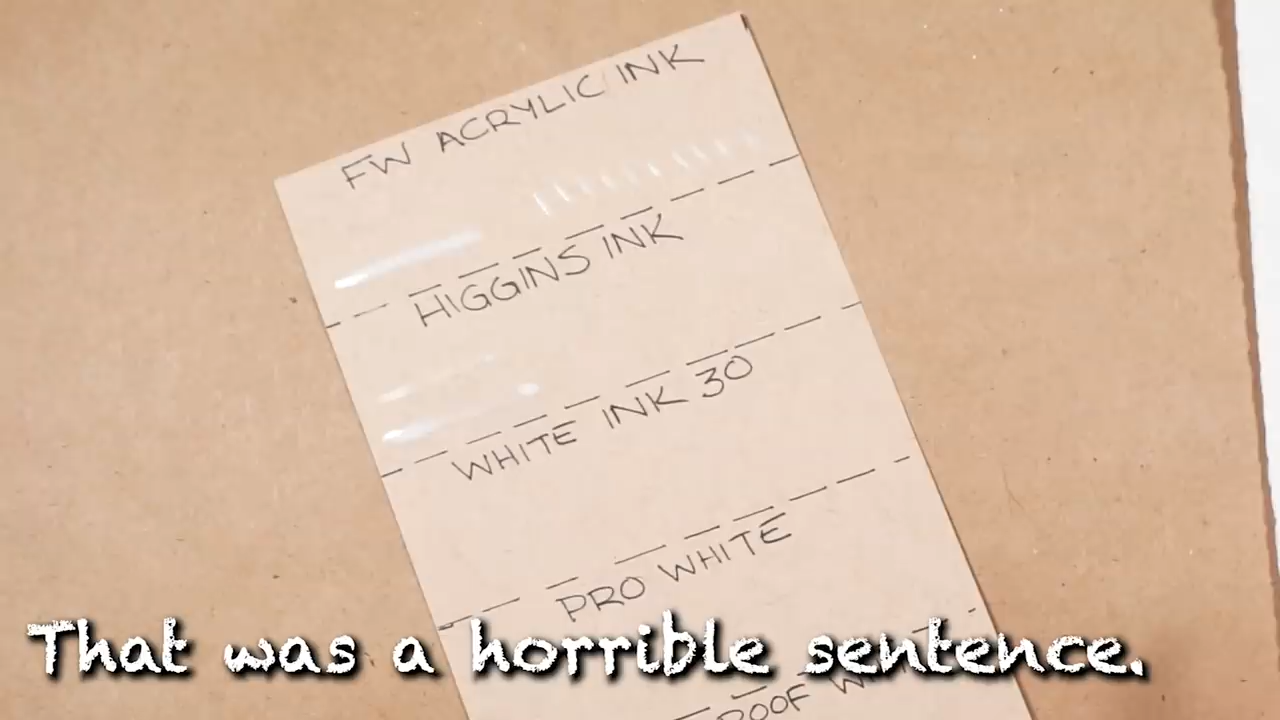 FW ACRYLIC INK
HIGGINS INK
WHITE INK 30
PRO WHITE
That was a horrible sentence.